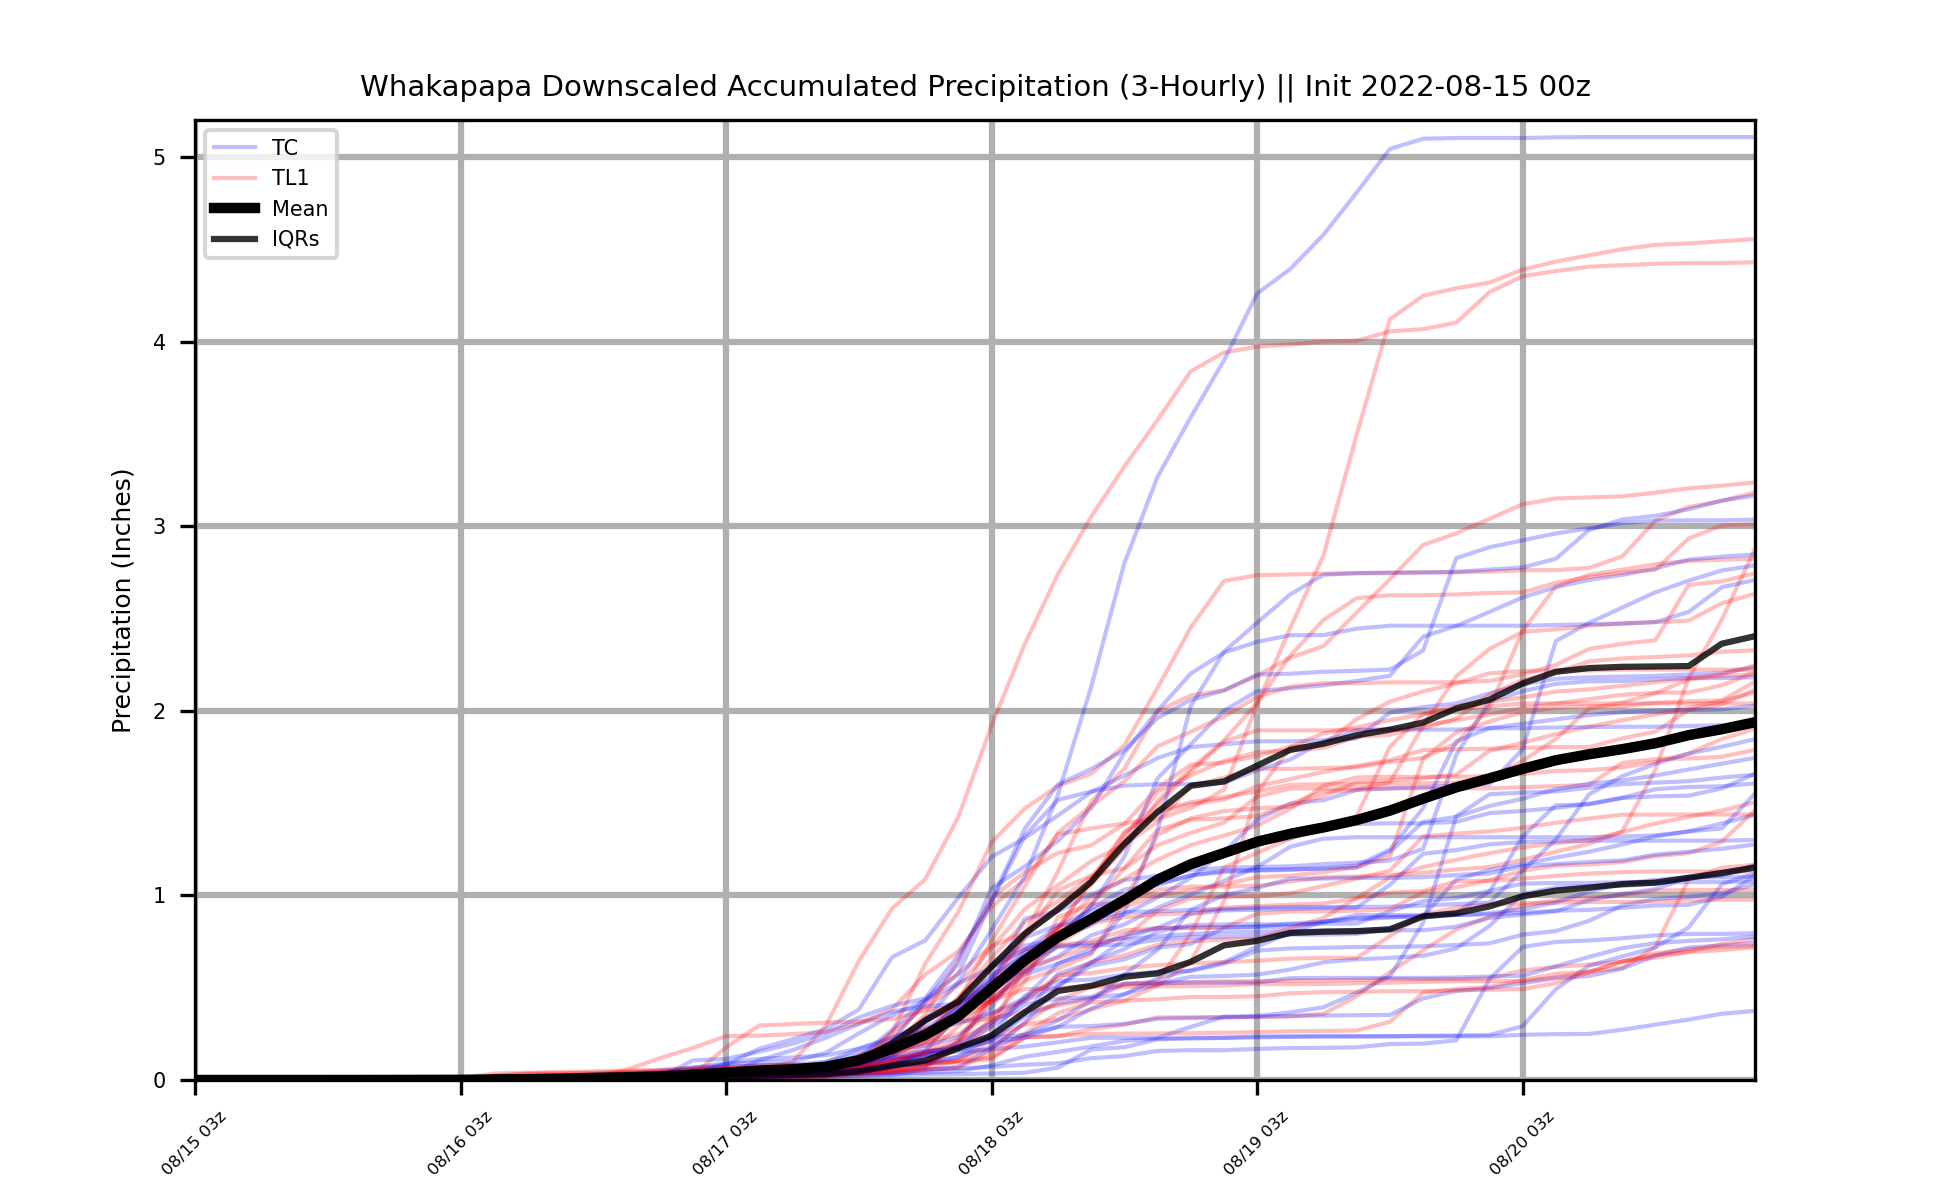 Whakapapa Downscaled Accumulated Precipitation (3-Hourly) || Init 2022-08-15 00z
TC
TL1
Mean
IQRs
Precipitation (Inches)
5
4
3
2
1
0
08/15 03z
08/16 03z
08/17 03z
08/18 03z
08/19 03z
08/20 03z